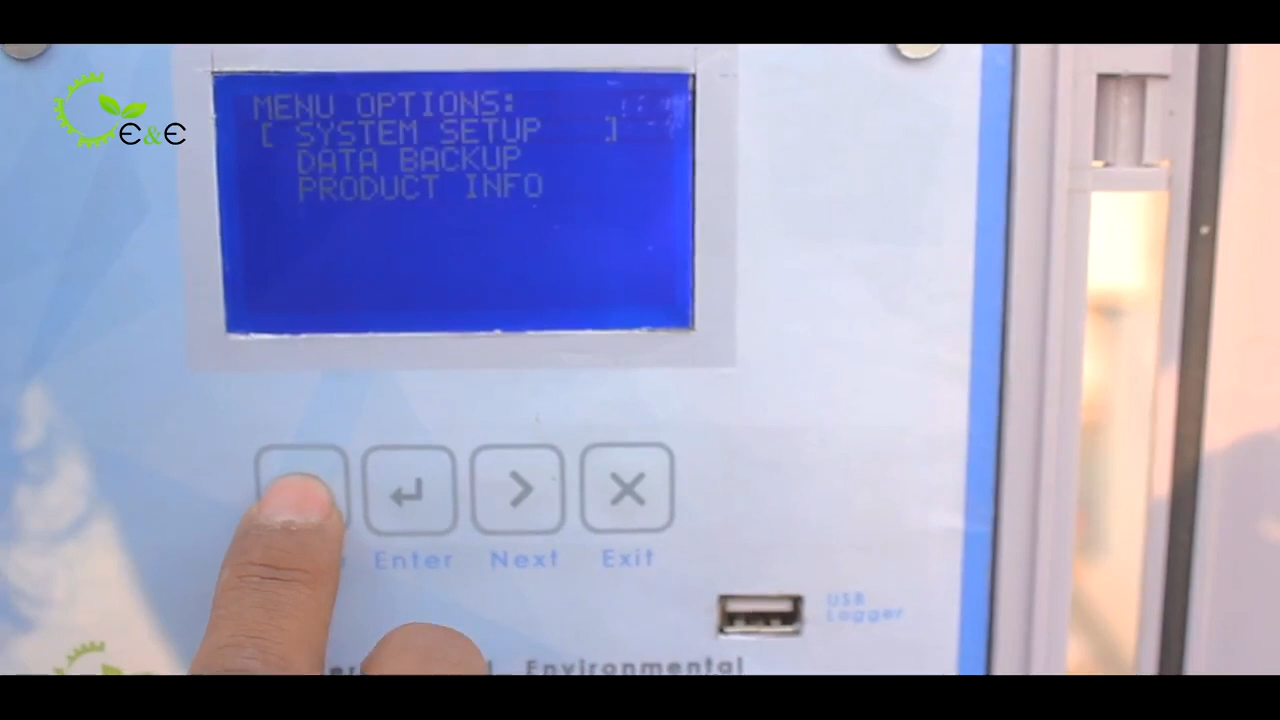 E&E
MENU OPTIONS:
[ SYSTEM SETUP ]
DATA BACKUP
PRODUCT INFO
Enter Next Exit
USB
Logger
Environmental